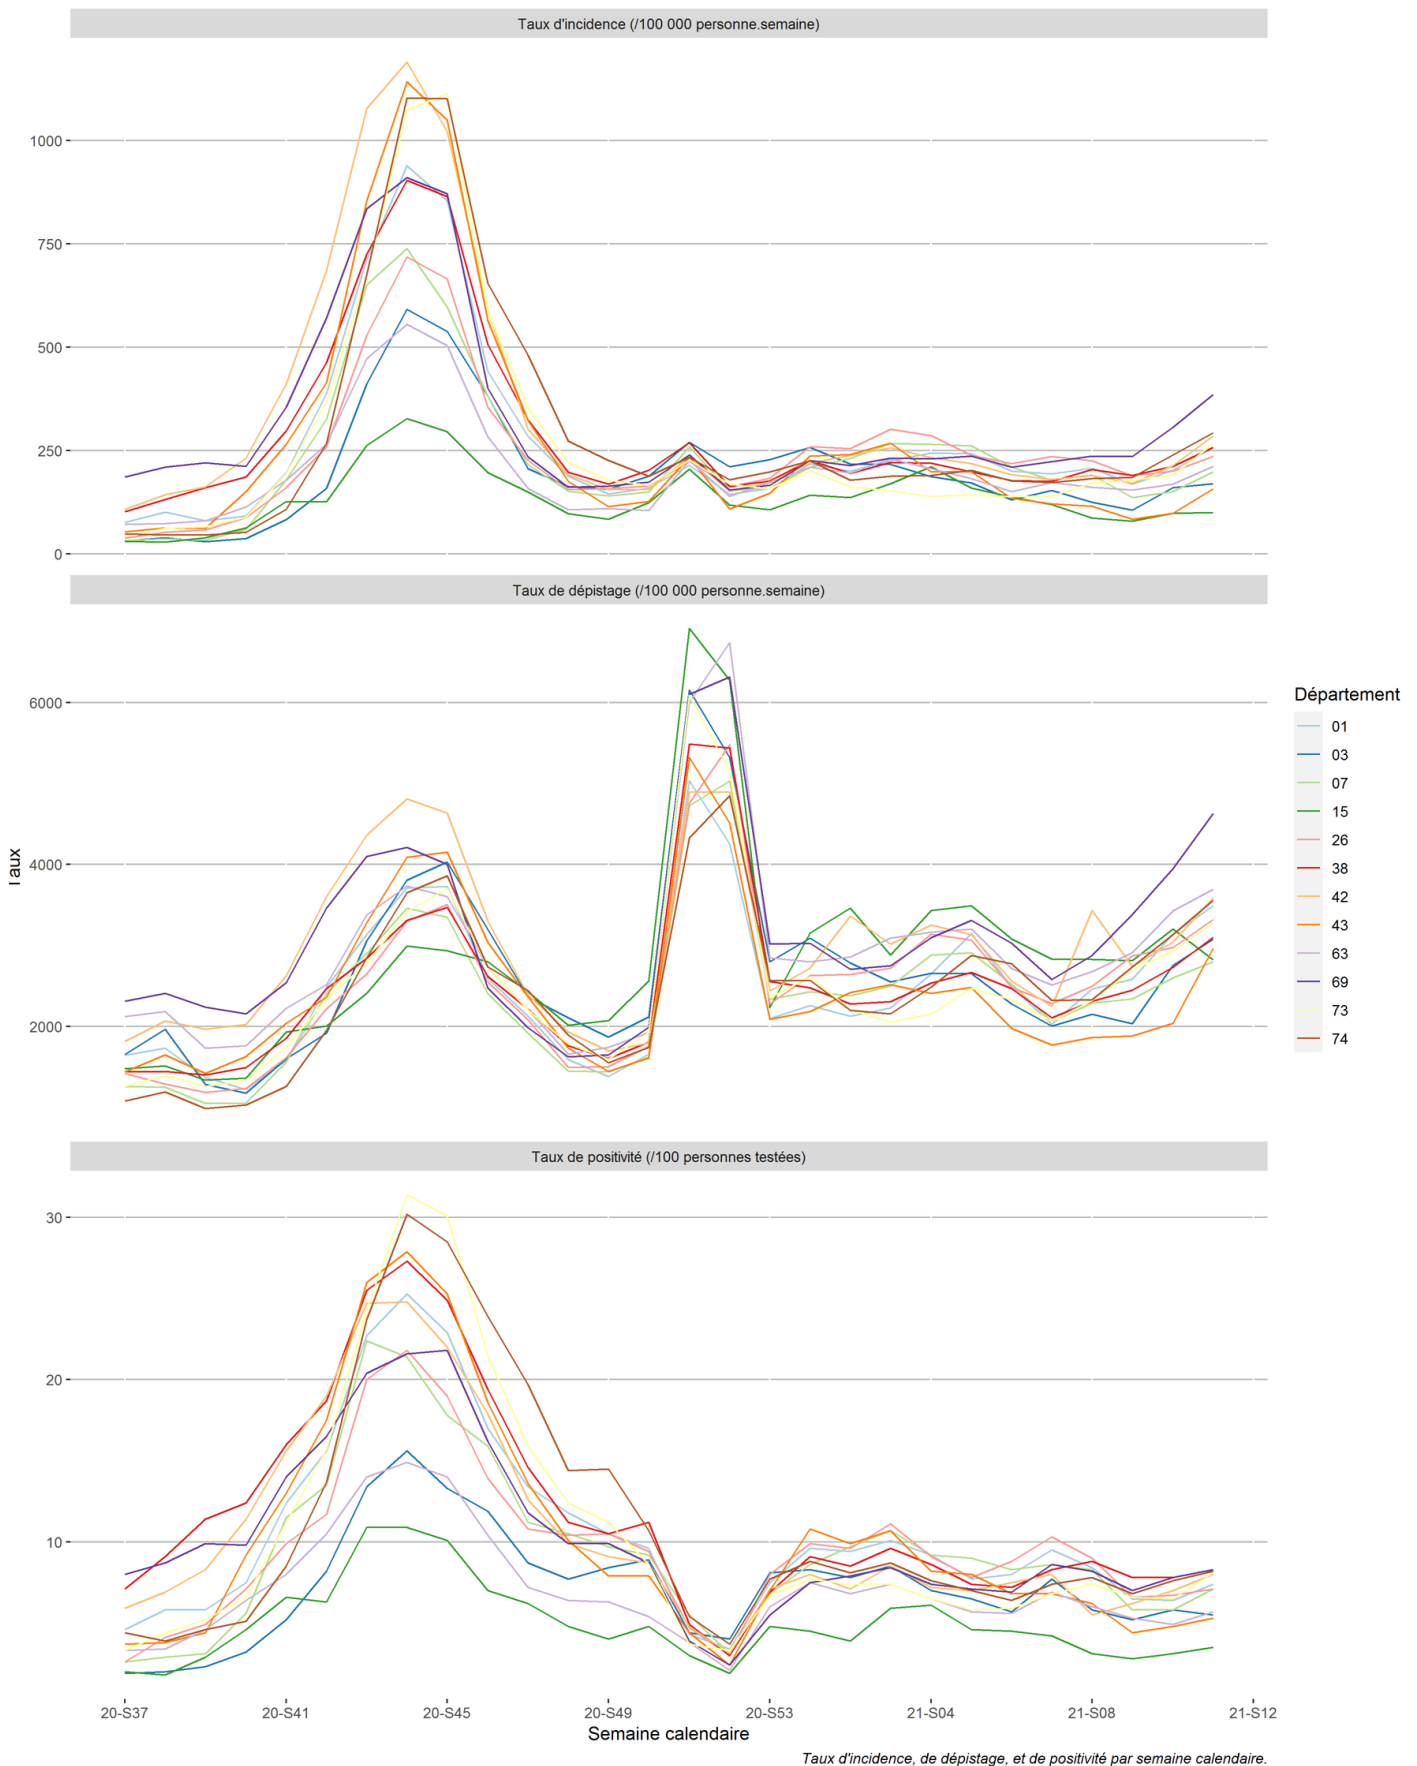 Taux d'incidence (/100 000 personne.semaine)
1000
750
500
250
0
Taux de dépistage (/100 000 personne.semaine)
6000
4000
2000
Taux
Taux de positivité (/100 personnes testées)
30
20
10
20-S37
20-S41
20-S45
20-S49
20-S53
21-S04
21-S08
21-S12
Semaine calendaire
Taux d'incidence, de dépistage, et de positivité par semaine calendaire.
Département
01
03
07
15
26
38
42
43
63
69
73
74